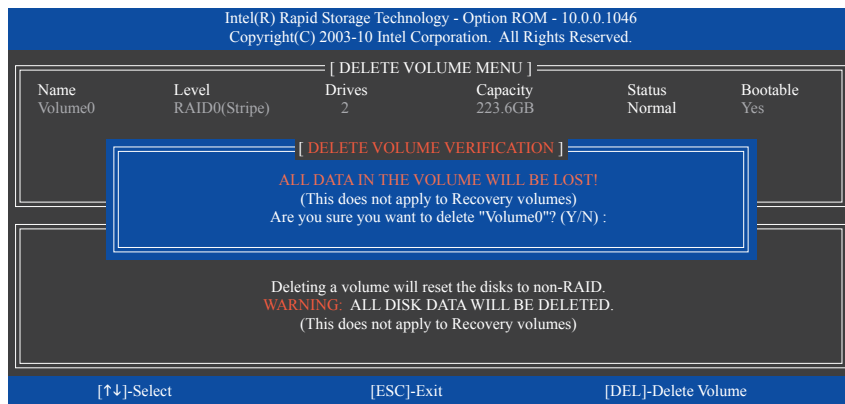 Intel(R) Rapid Storage Technology - Option ROM - 10.0.0.1046
Copyright(C) 2003-10 Intel Corporation. All Rights Reserved.
[ DELETE VOLUME MENU ]
Name Level Drives Capacity Status Bootable
Volume0 RAID0(Stripe) 2 223.6GB Normal Yes
[ DELETE VOLUME VERIFICATION ]
ALL DATA IN THE VOLUME WILL BE LOST!
(This does not apply to Recovery volumes)
Are you sure you want to delete "Volume0"? (Y/N) :
Deleting a volume will reset the disks to non-RAID.
WARNING: ALL DISK DATA WILL BE DELETED.
(This does not apply to Recovery volumes)
[↑↓]-Select [ESC]-Exit [DEL]-Delete Volume